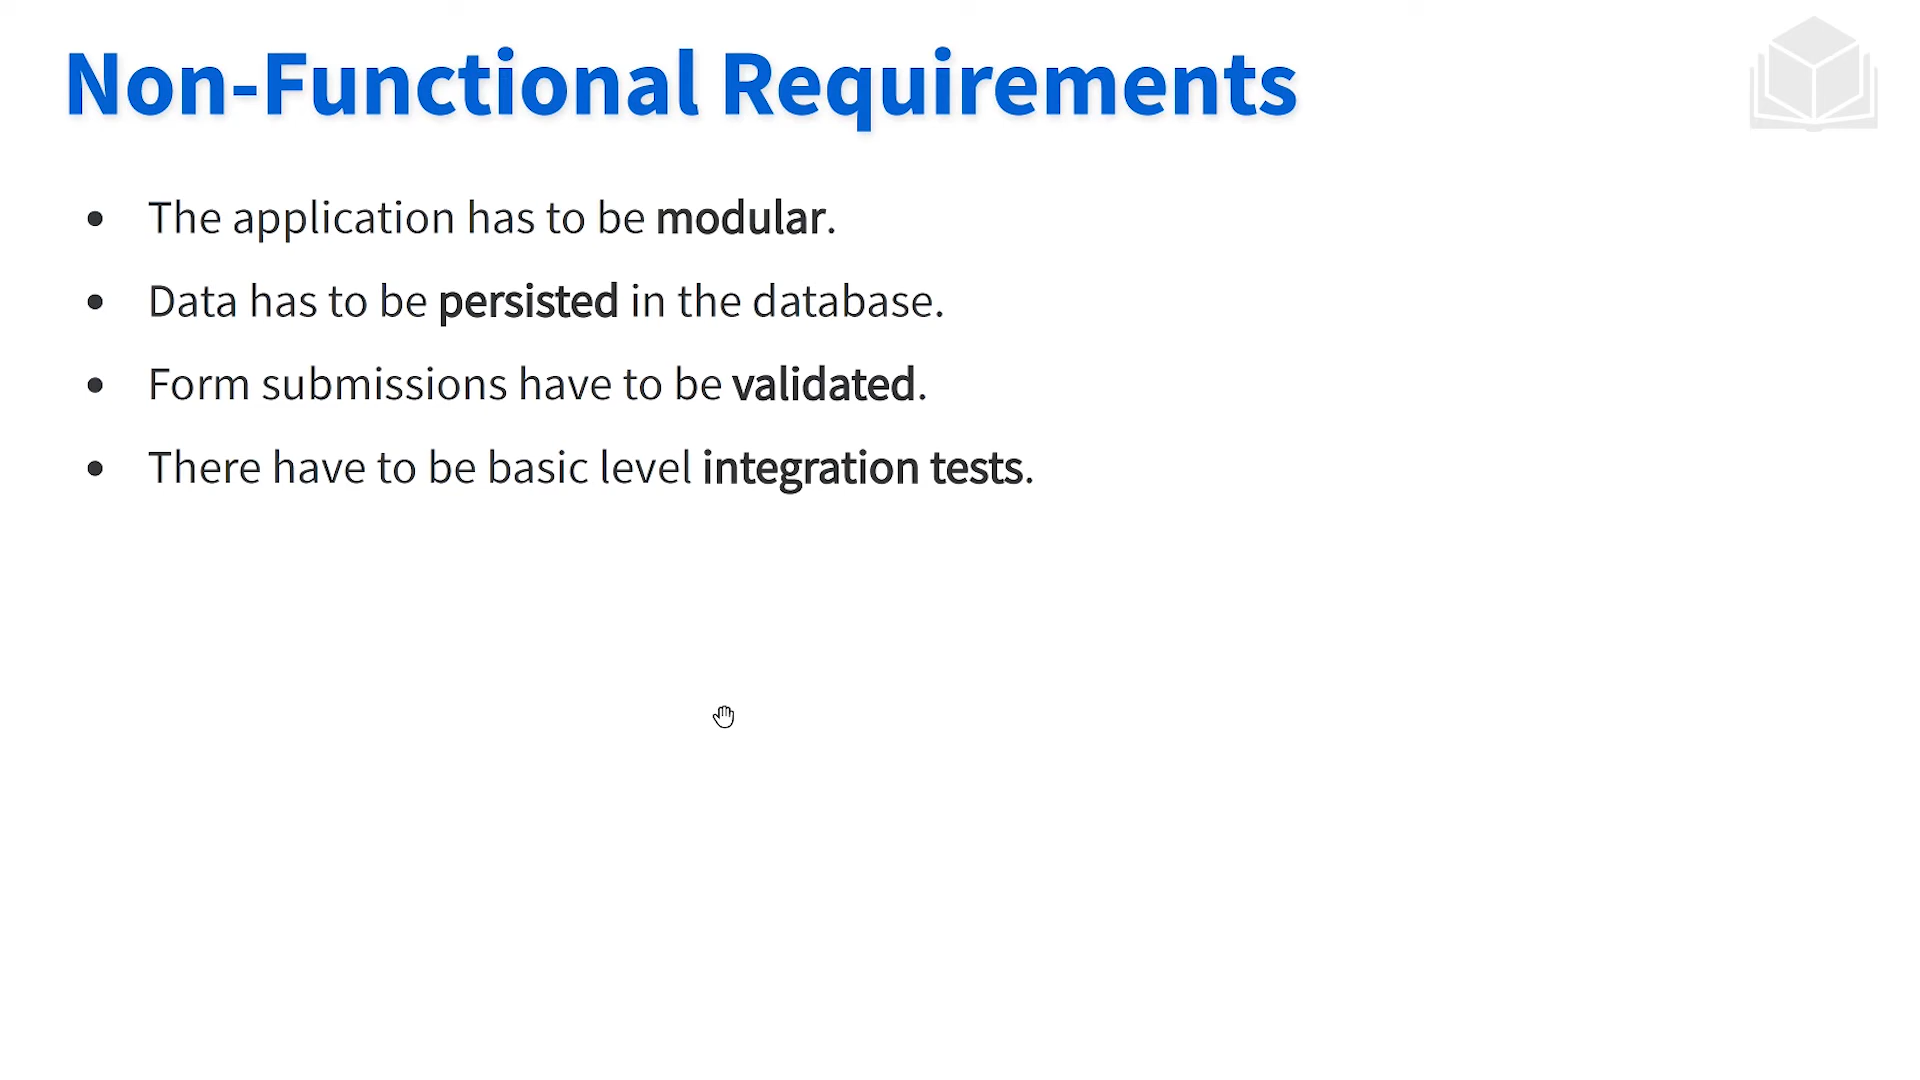 Non-Functional Requirements
• The application has to be modular.
• Data has to be persisted in the database.
• Form submissions have to be validated.
• There have to be basic level integration tests.